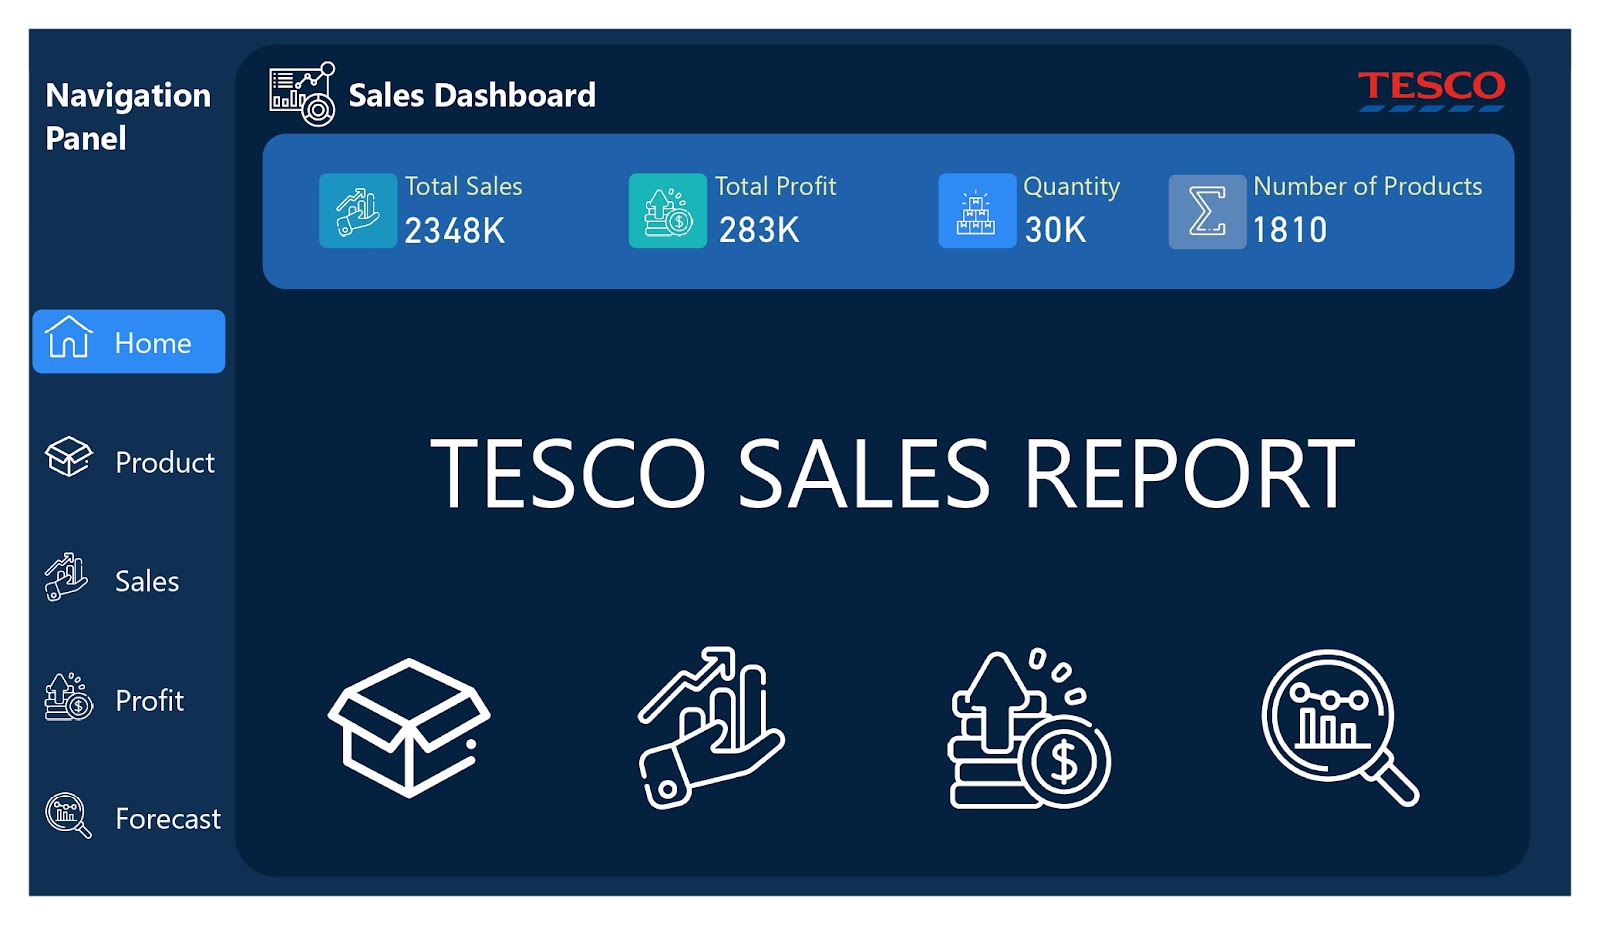 Navigation
Panel
Sales Dashboard
TESCO
Total Sales
2348K
Total Profit
283K
Quantity
30K
Number of Products
1810
Home
Product
Sales
Profit
Forecast
TESCO SALES REPORT